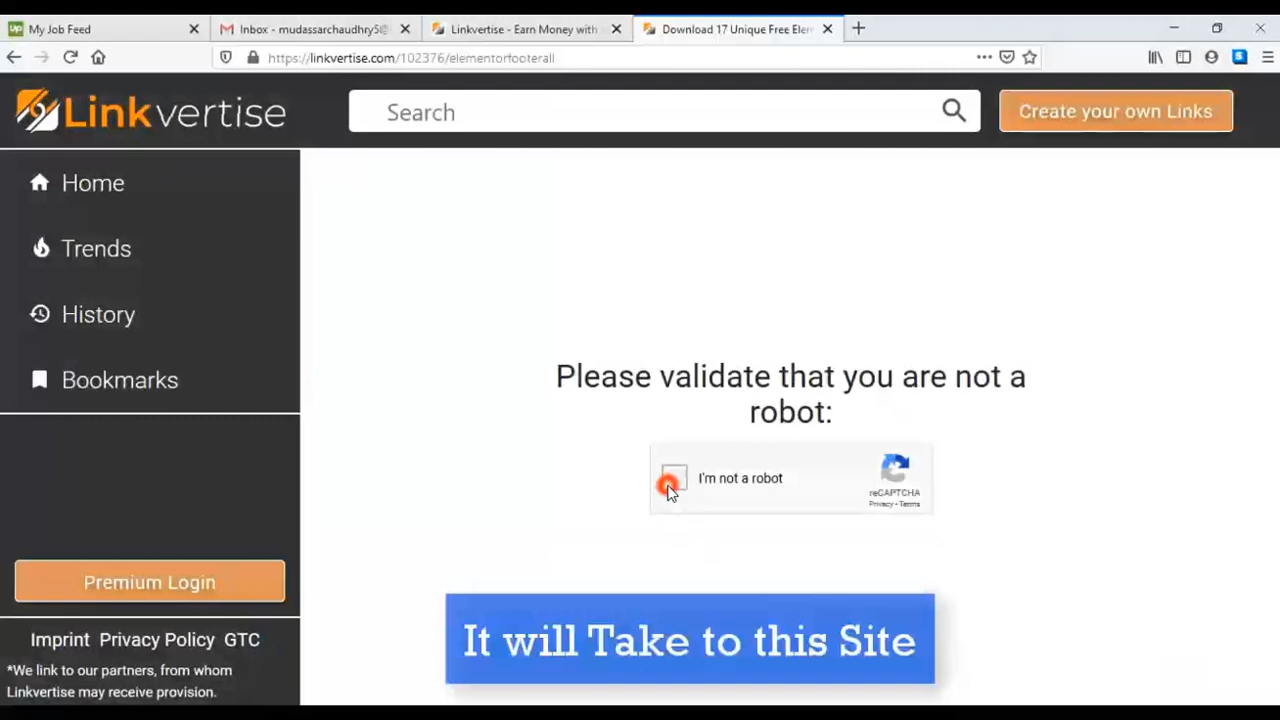 Up My Job Feed
Inbox - mudassarchaudhry5@
Linkvertise - Earn Money with
Download 17 Unique Free Elem
https://linkvertise.com/102376/elementorfooterall
Linkvertise
Search
Create your own Links
Home
Trends
History
Bookmarks
Please validate that you are not a
robot:
I'm not a robot
reCAPTCHA
Privacy - Terms
Premium Login
It will Take to this Site
Imprint Privacy Policy GTC
*We link to our partners, from whom
Linkvertise may receive provision.